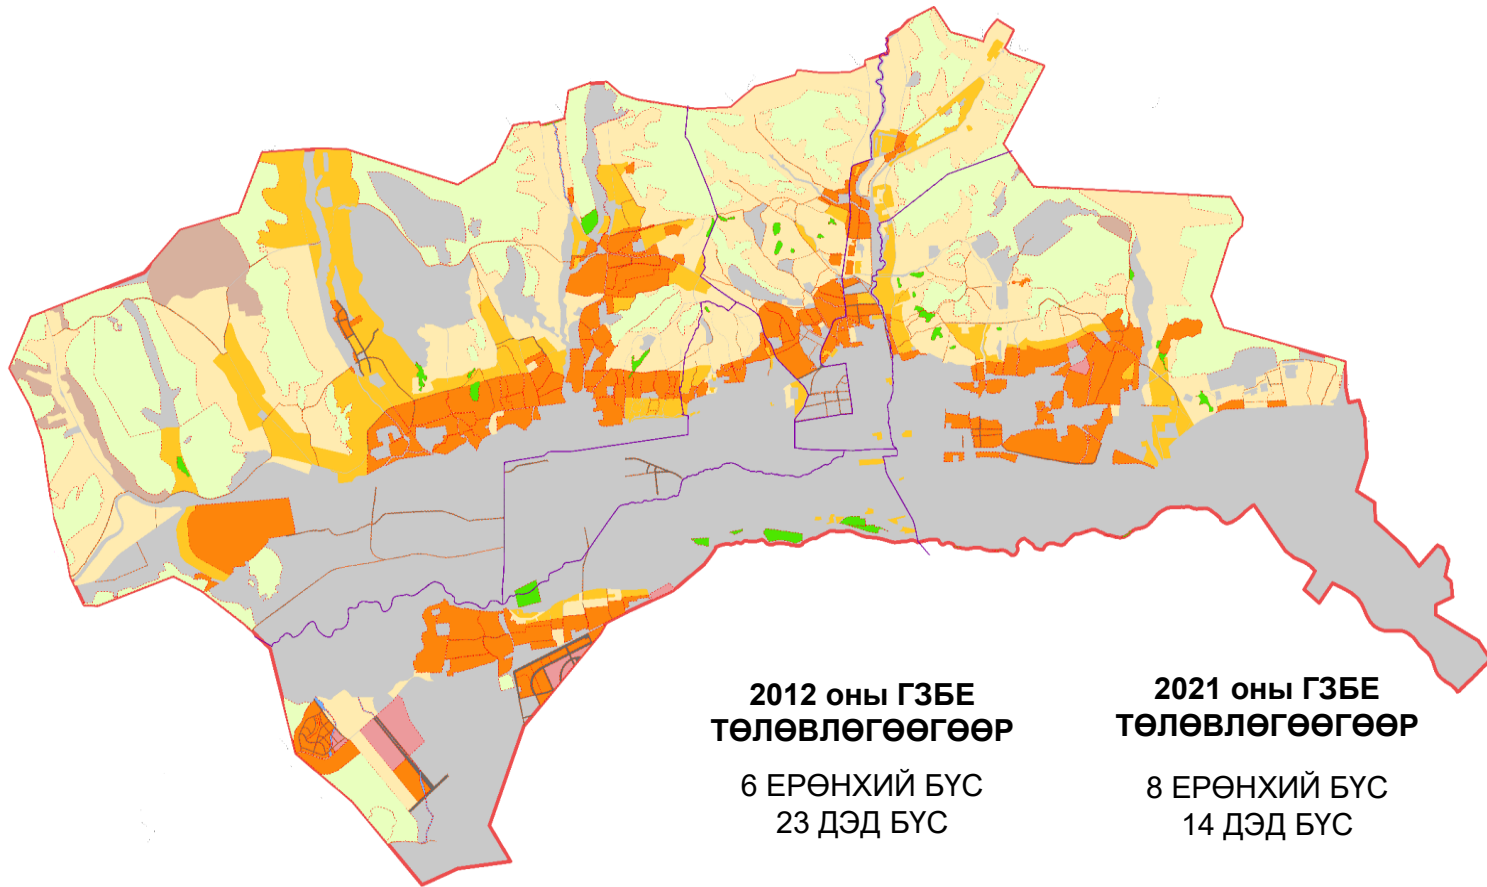 2012 оны ГЗБЕ
ТӨЛӨВЛӨГӨӨГӨӨР
6 ЕРӨНХИЙ БҮС
23 ДЭД БҮС
2021 оны ГЗБЕ
ТӨЛӨВЛӨГӨӨГӨӨР
8 ЕРӨНХИЙ БҮС
14 ДЭД БҮС